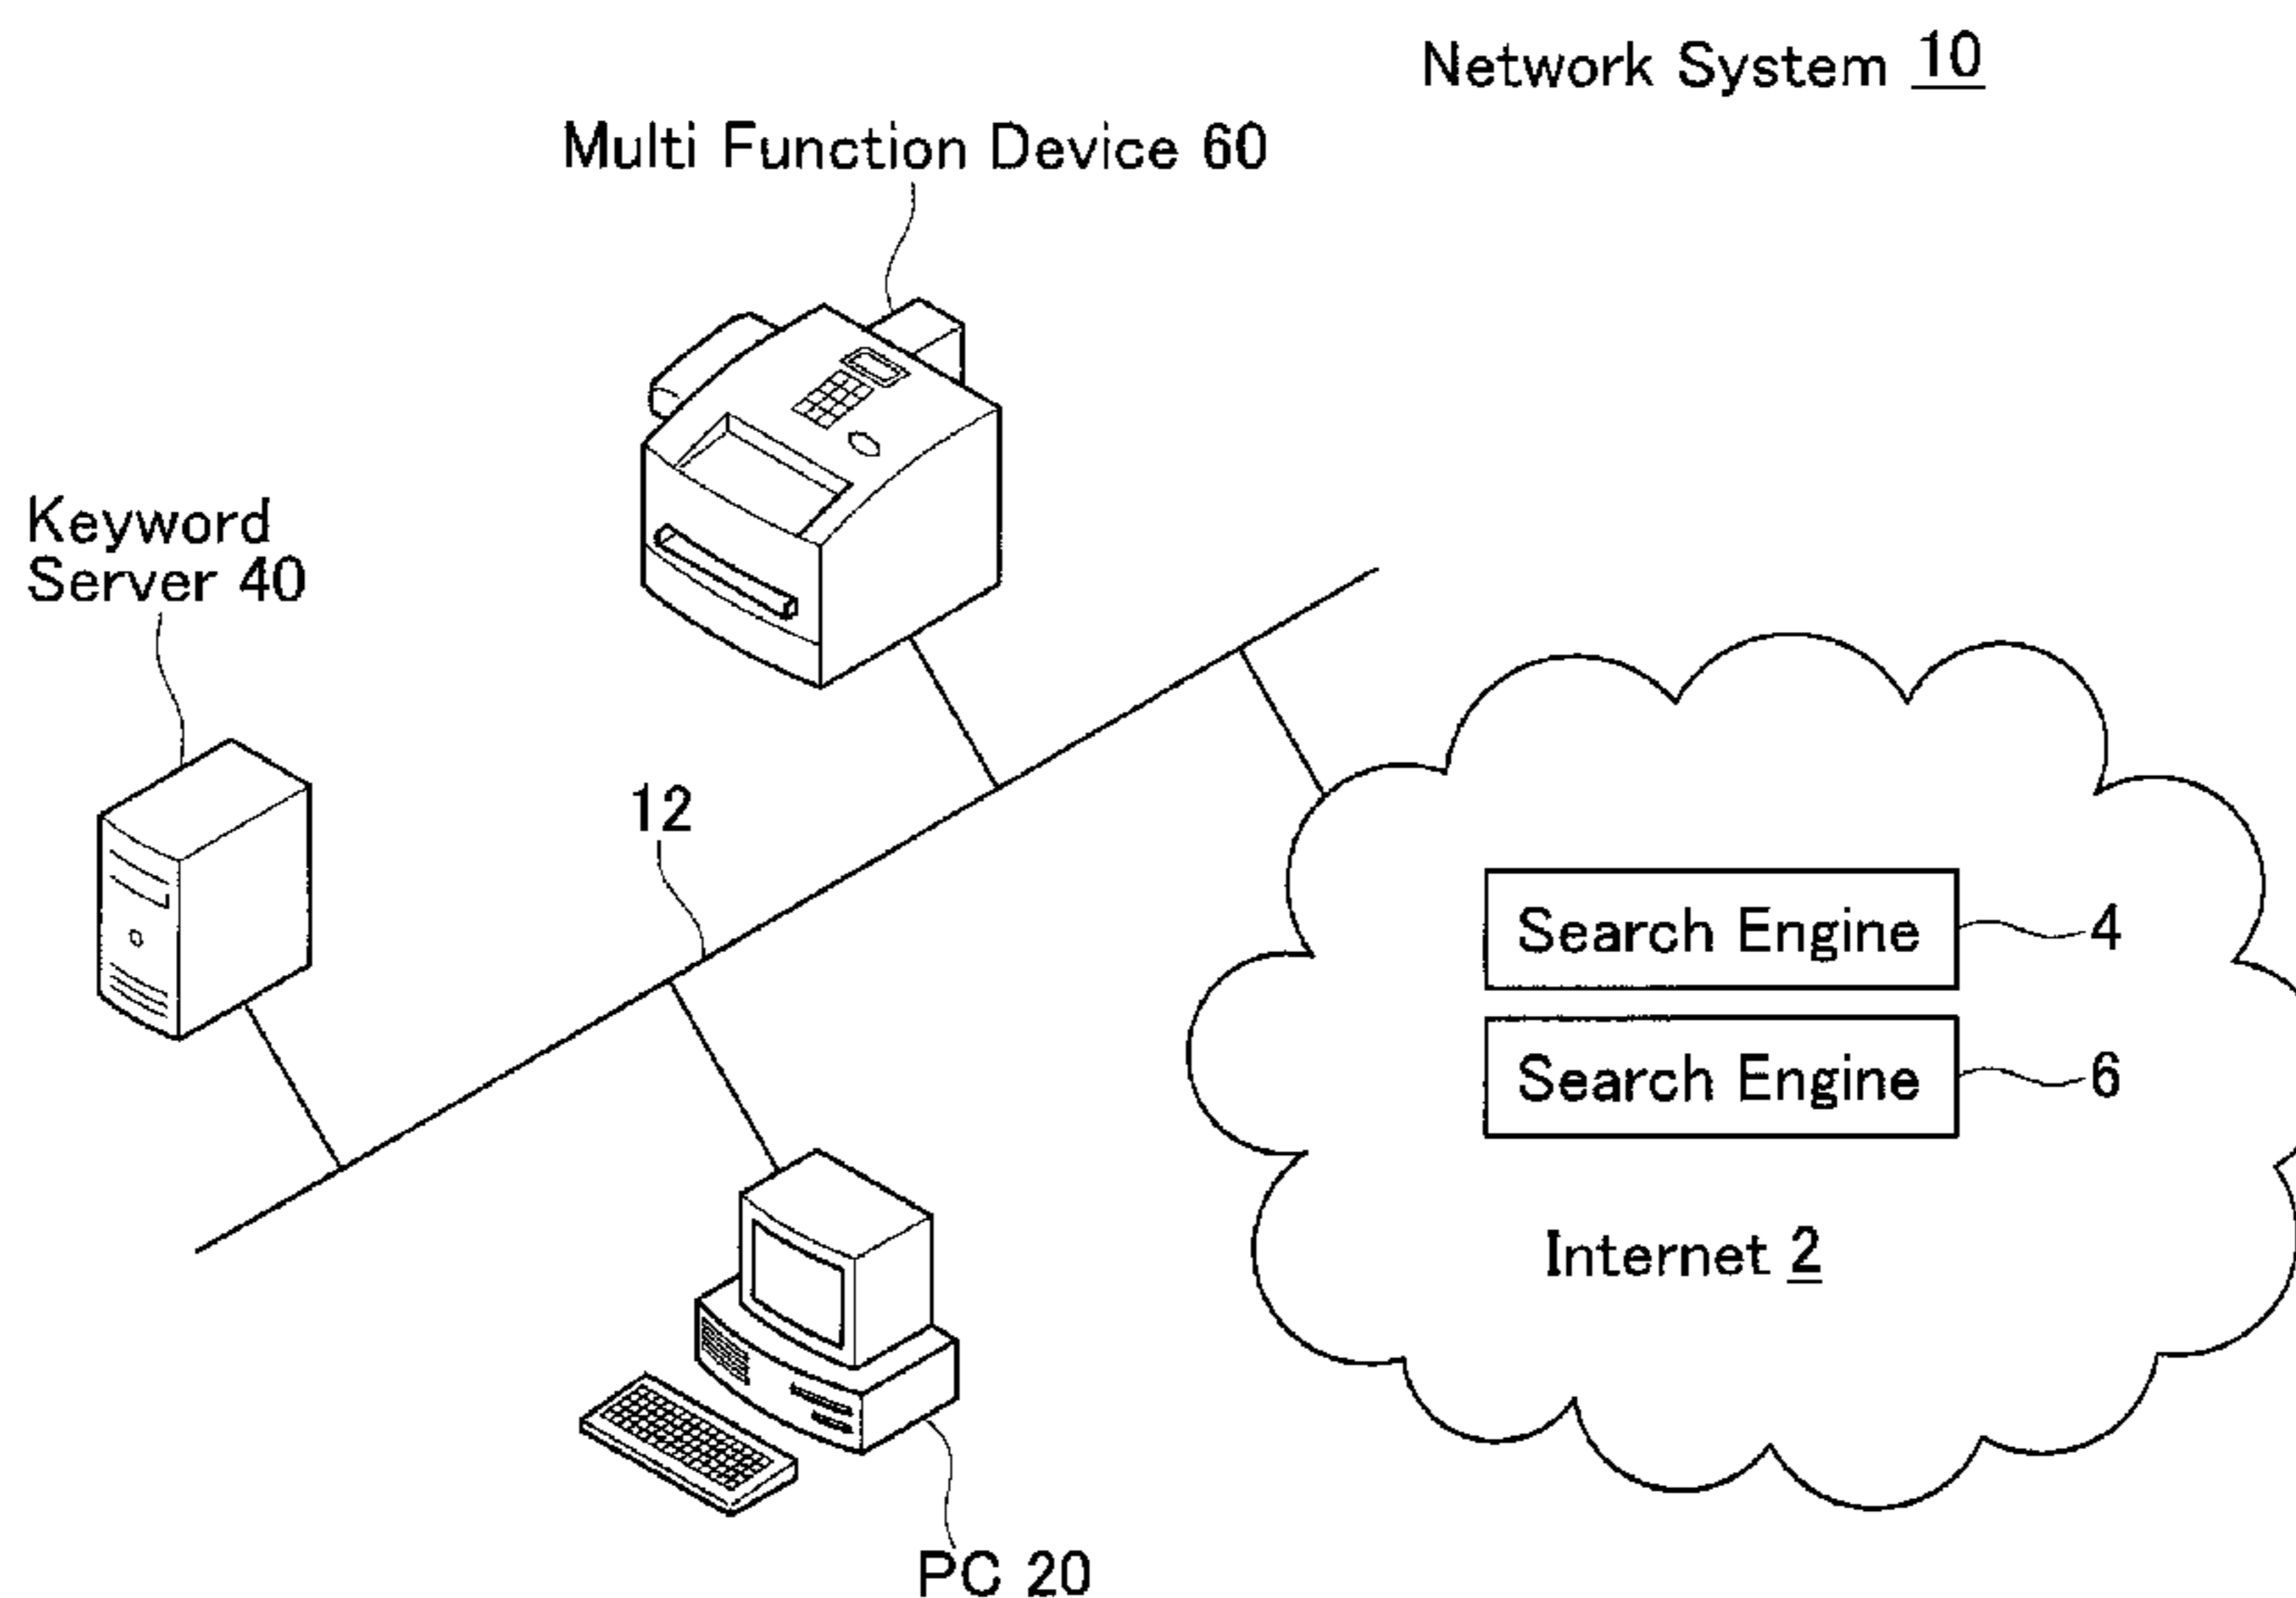 Network System 10
Multi Function Device 60
Keyword
Server 40
12
Search Engine
4
Search Engine
6
Internet 2
PC 20